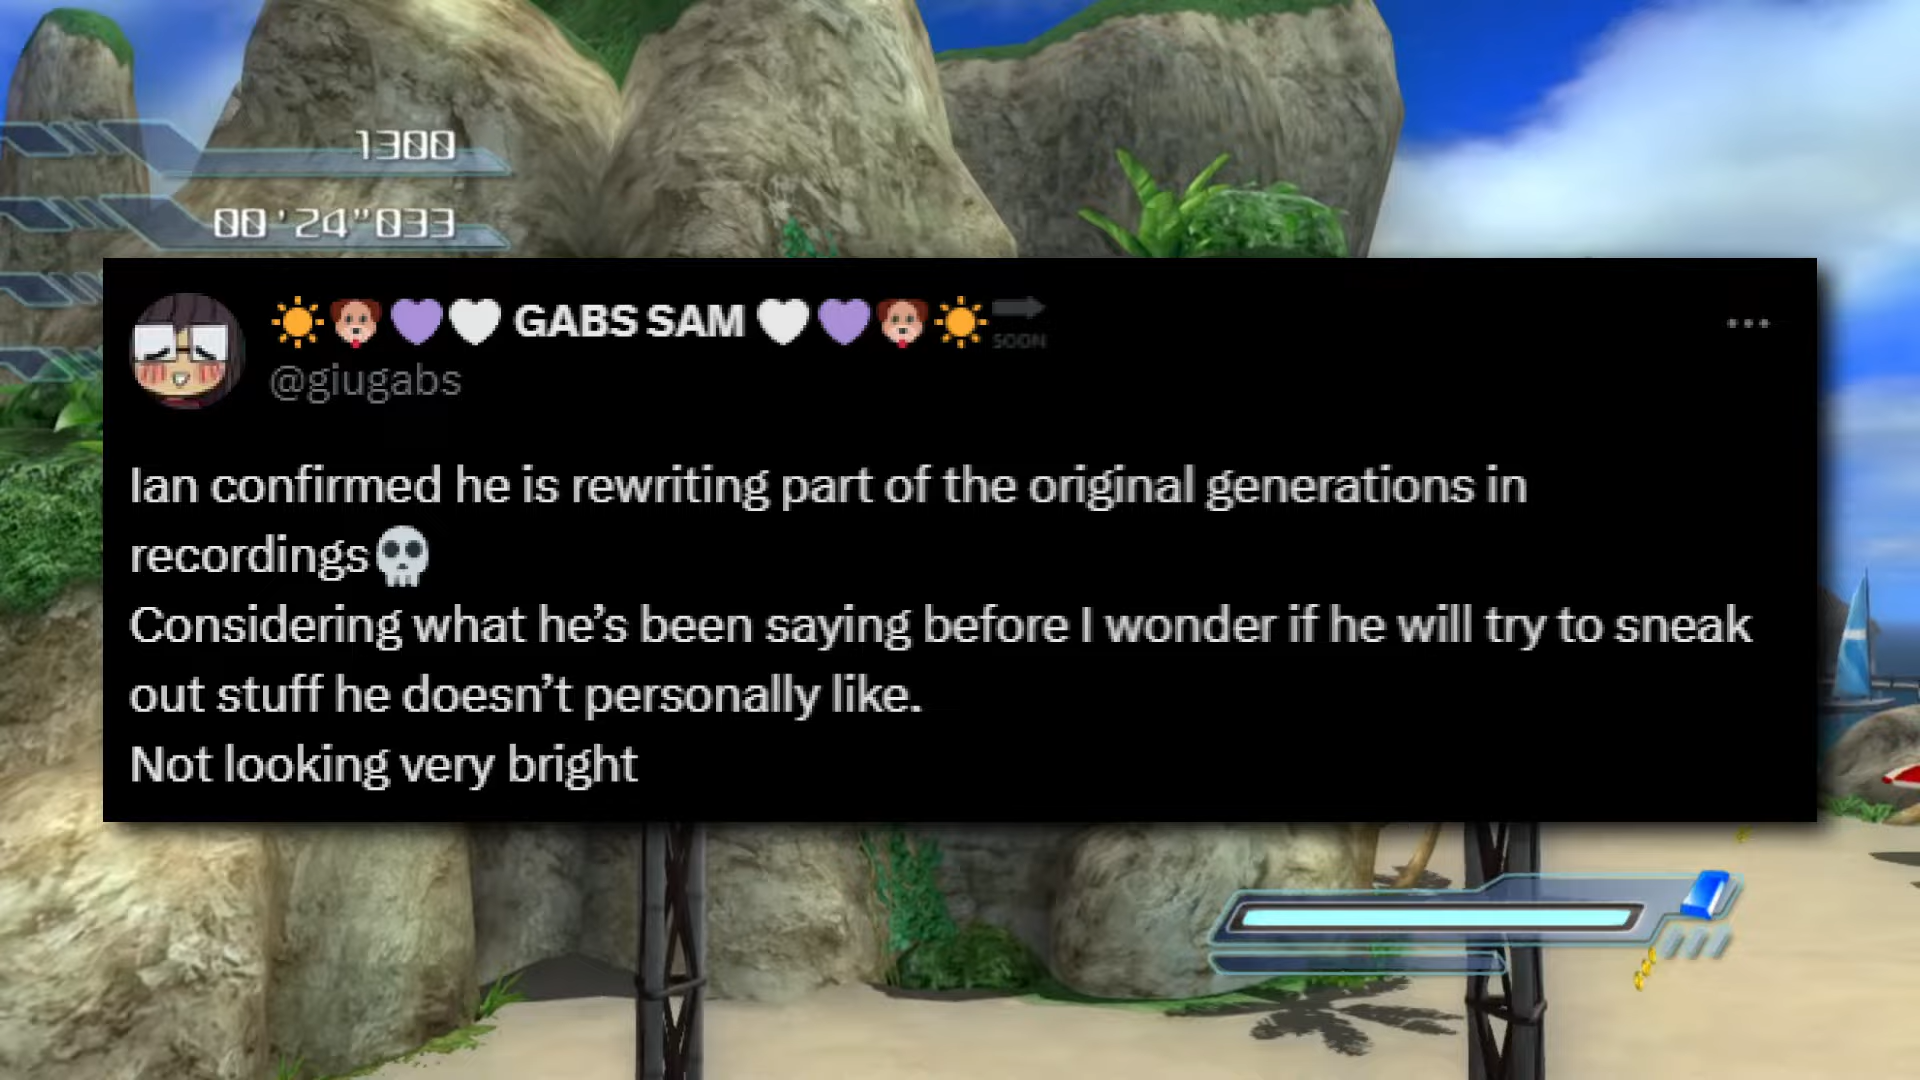 1300
00'24"033
☀️🐶💜🤍 GABS SAM 🤍💜🐶☀️🔜
@giugabs
Ian confirmed he is rewriting part of the original generations in
recordings💀
Considering what he’s been saying before I wonder if he will try to sneak
out stuff he doesn’t personally like.
Not looking very bright